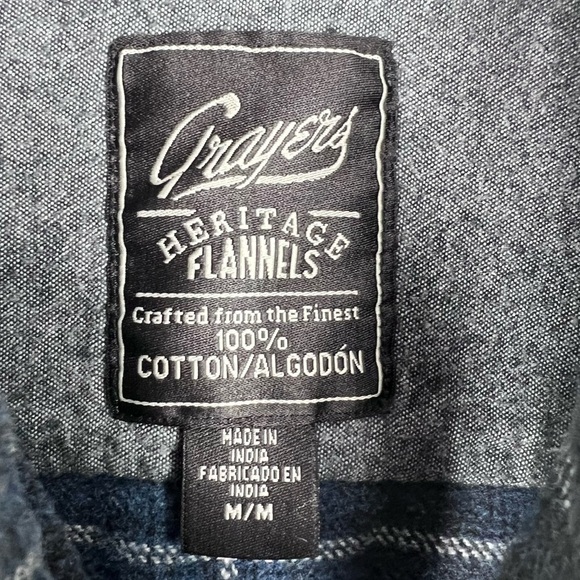 Grayers
HERITAGE
FLANNELS
Crafted from the Finest
100%
COTTON/ALGODÓN
MADE IN
INDIA
FABRICADO EN
INDIA
M/M